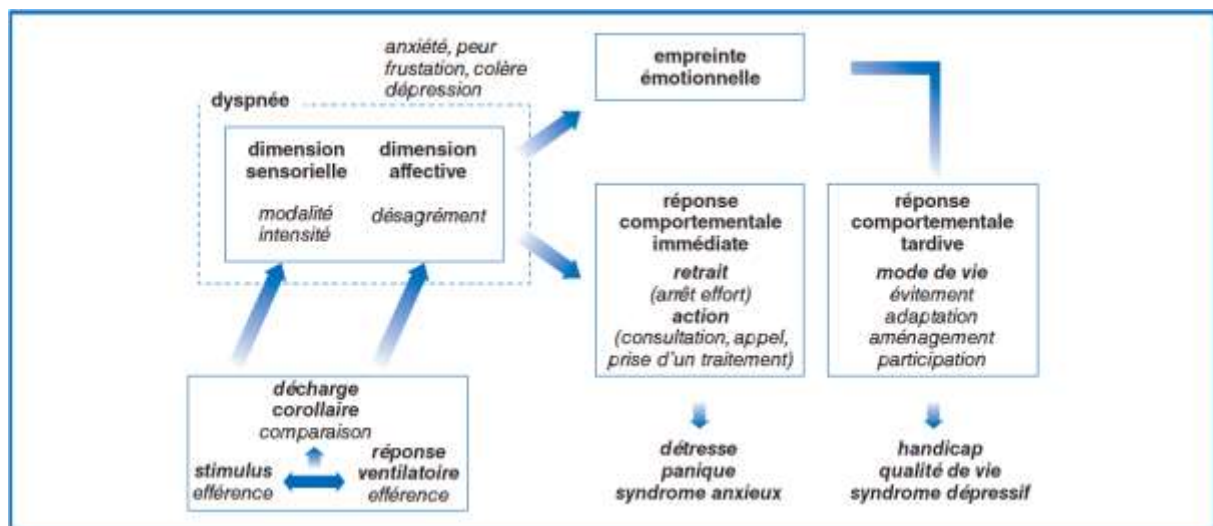 anxiété, peur
frustation, colère
dépression
dyspnée
dimension
sensorielle
modalité
intensité
dimension
affective
désagrément
empreinte
émotionnelle
réponse
comportementale
immédiate
retrait
(arrêt effort)
action
(consultation, appel,
prise d'un traitement)
réponse
comportementale
tardive
mode de vie
évitement
adaptation
aménagement
participation
décharge
corollaire
comparaison
stimulus
efférence
réponse
ventilatoire
efférence
détresse
panique
syndrome anxieux
handicap
qualité de vie
syndrome dépressif